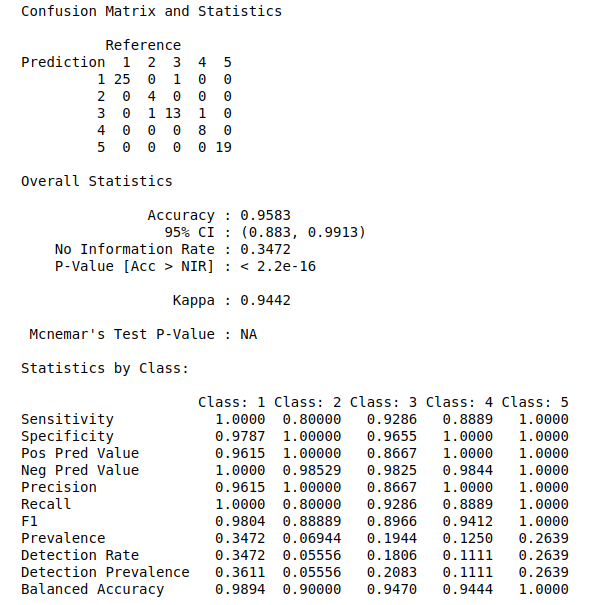 Confusion Matrix and Statistics

          Reference
Prediction  1  2  3  4  5
         1 25  0  1  0  0
         2  0  4  0  0  0
         3  0  1 13  1  0
         4  0  0  0  8  0
         5  0  0  0  0 19

Overall Statistics

               Accuracy : 0.9583
                 95% CI : (0.883, 0.9913)
    No Information Rate : 0.3472
    P-Value [Acc > NIR] : < 2.2e-16

                  Kappa : 0.9442

 Mcnemar's Test P-Value : NA

Statistics by Class:

                     Class: 1 Class: 2 Class: 3 Class: 4 Class: 5
Sensitivity            1.0000  0.80000   0.9286   0.8889   1.0000
Specificity            0.9787  1.00000   0.9655   1.0000   1.0000
Pos Pred Value         0.9615  1.00000   0.8667   1.0000   1.0000
Neg Pred Value         1.0000  0.98529   0.9825   0.9844   1.0000
Precision              0.9615  1.00000   0.8667   1.0000   1.0000
Recall                 1.0000  0.80000   0.9286   0.8889   1.0000
F1                     0.9804  0.88889   0.8966   0.9412   1.0000
Prevalence             0.3472  0.06944   0.1944   0.1250   0.2639
Detection Rate         0.3472  0.05556   0.1806   0.1111   0.2639
Detection Prevalence   0.3611  0.05556   0.2083   0.1111   0.2639
Balanced Accuracy      0.9894  0.90000   0.9470   0.9444   1.0000